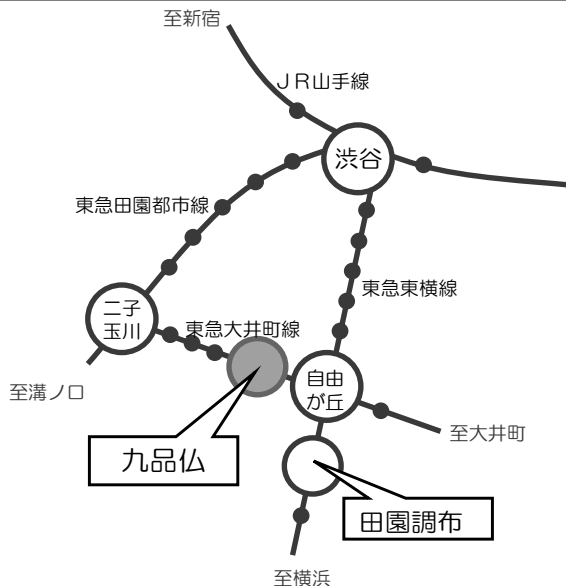 至新宿
JR山手線
渋谷
東急田園都市線
東急東横線
二子
玉川
東急大井町線
自由
が丘
至溝ノ口
至大井町
九品仏
田園調布
至横浜